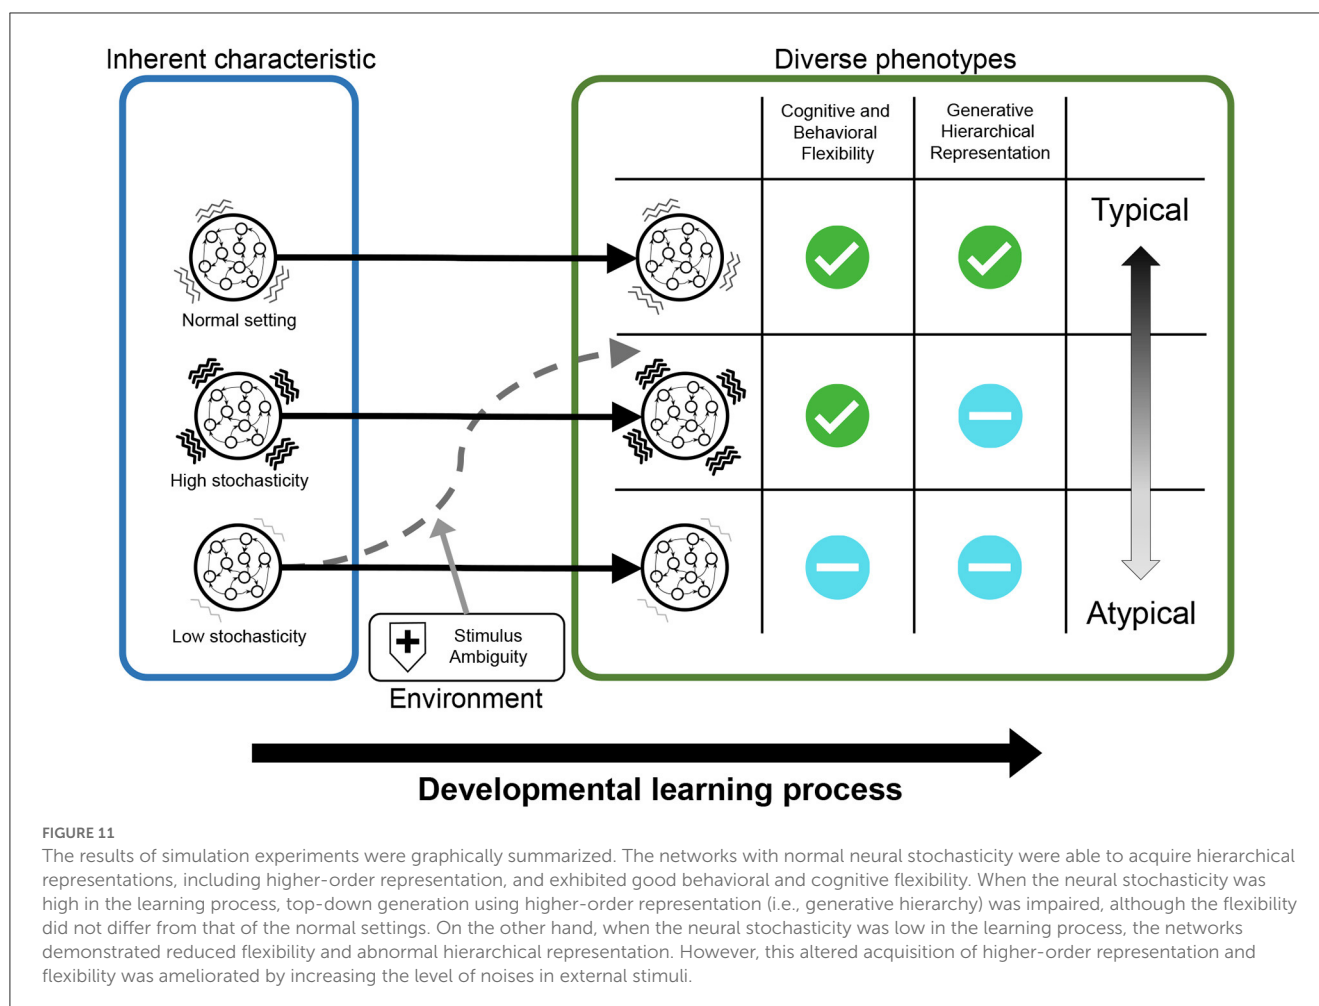 Inherent characteristic
Diverse phenotypes
Cognitive and
Behavioral
Flexibility
Generative
Hierarchical
Representation
Typical
Normal setting
High stochasticity
Low stochasticity
Stimulus
Ambiguity
Environment
Atypical
Developmental learning process
FIGURE 11
The results of simulation experiments were graphically summarized. The networks with normal neural stochasticity were able to acquire hierarchical
representations, including higher-order representation, and exhibited good behavioral and cognitive flexibility. When the neural stochasticity was
high in the learning process, top-down generation using higher-order representation (i.e., generative hierarchy) was impaired, although the flexibility
did not differ from that of the normal settings. On the other hand, when the neural stochasticity was low in the learning process, the networks
demonstrated reduced flexibility and abnormal hierarchical representation. However, this altered acquisition of higher-order representation and
flexibility was ameliorated by increasing the level of noises in external stimuli.